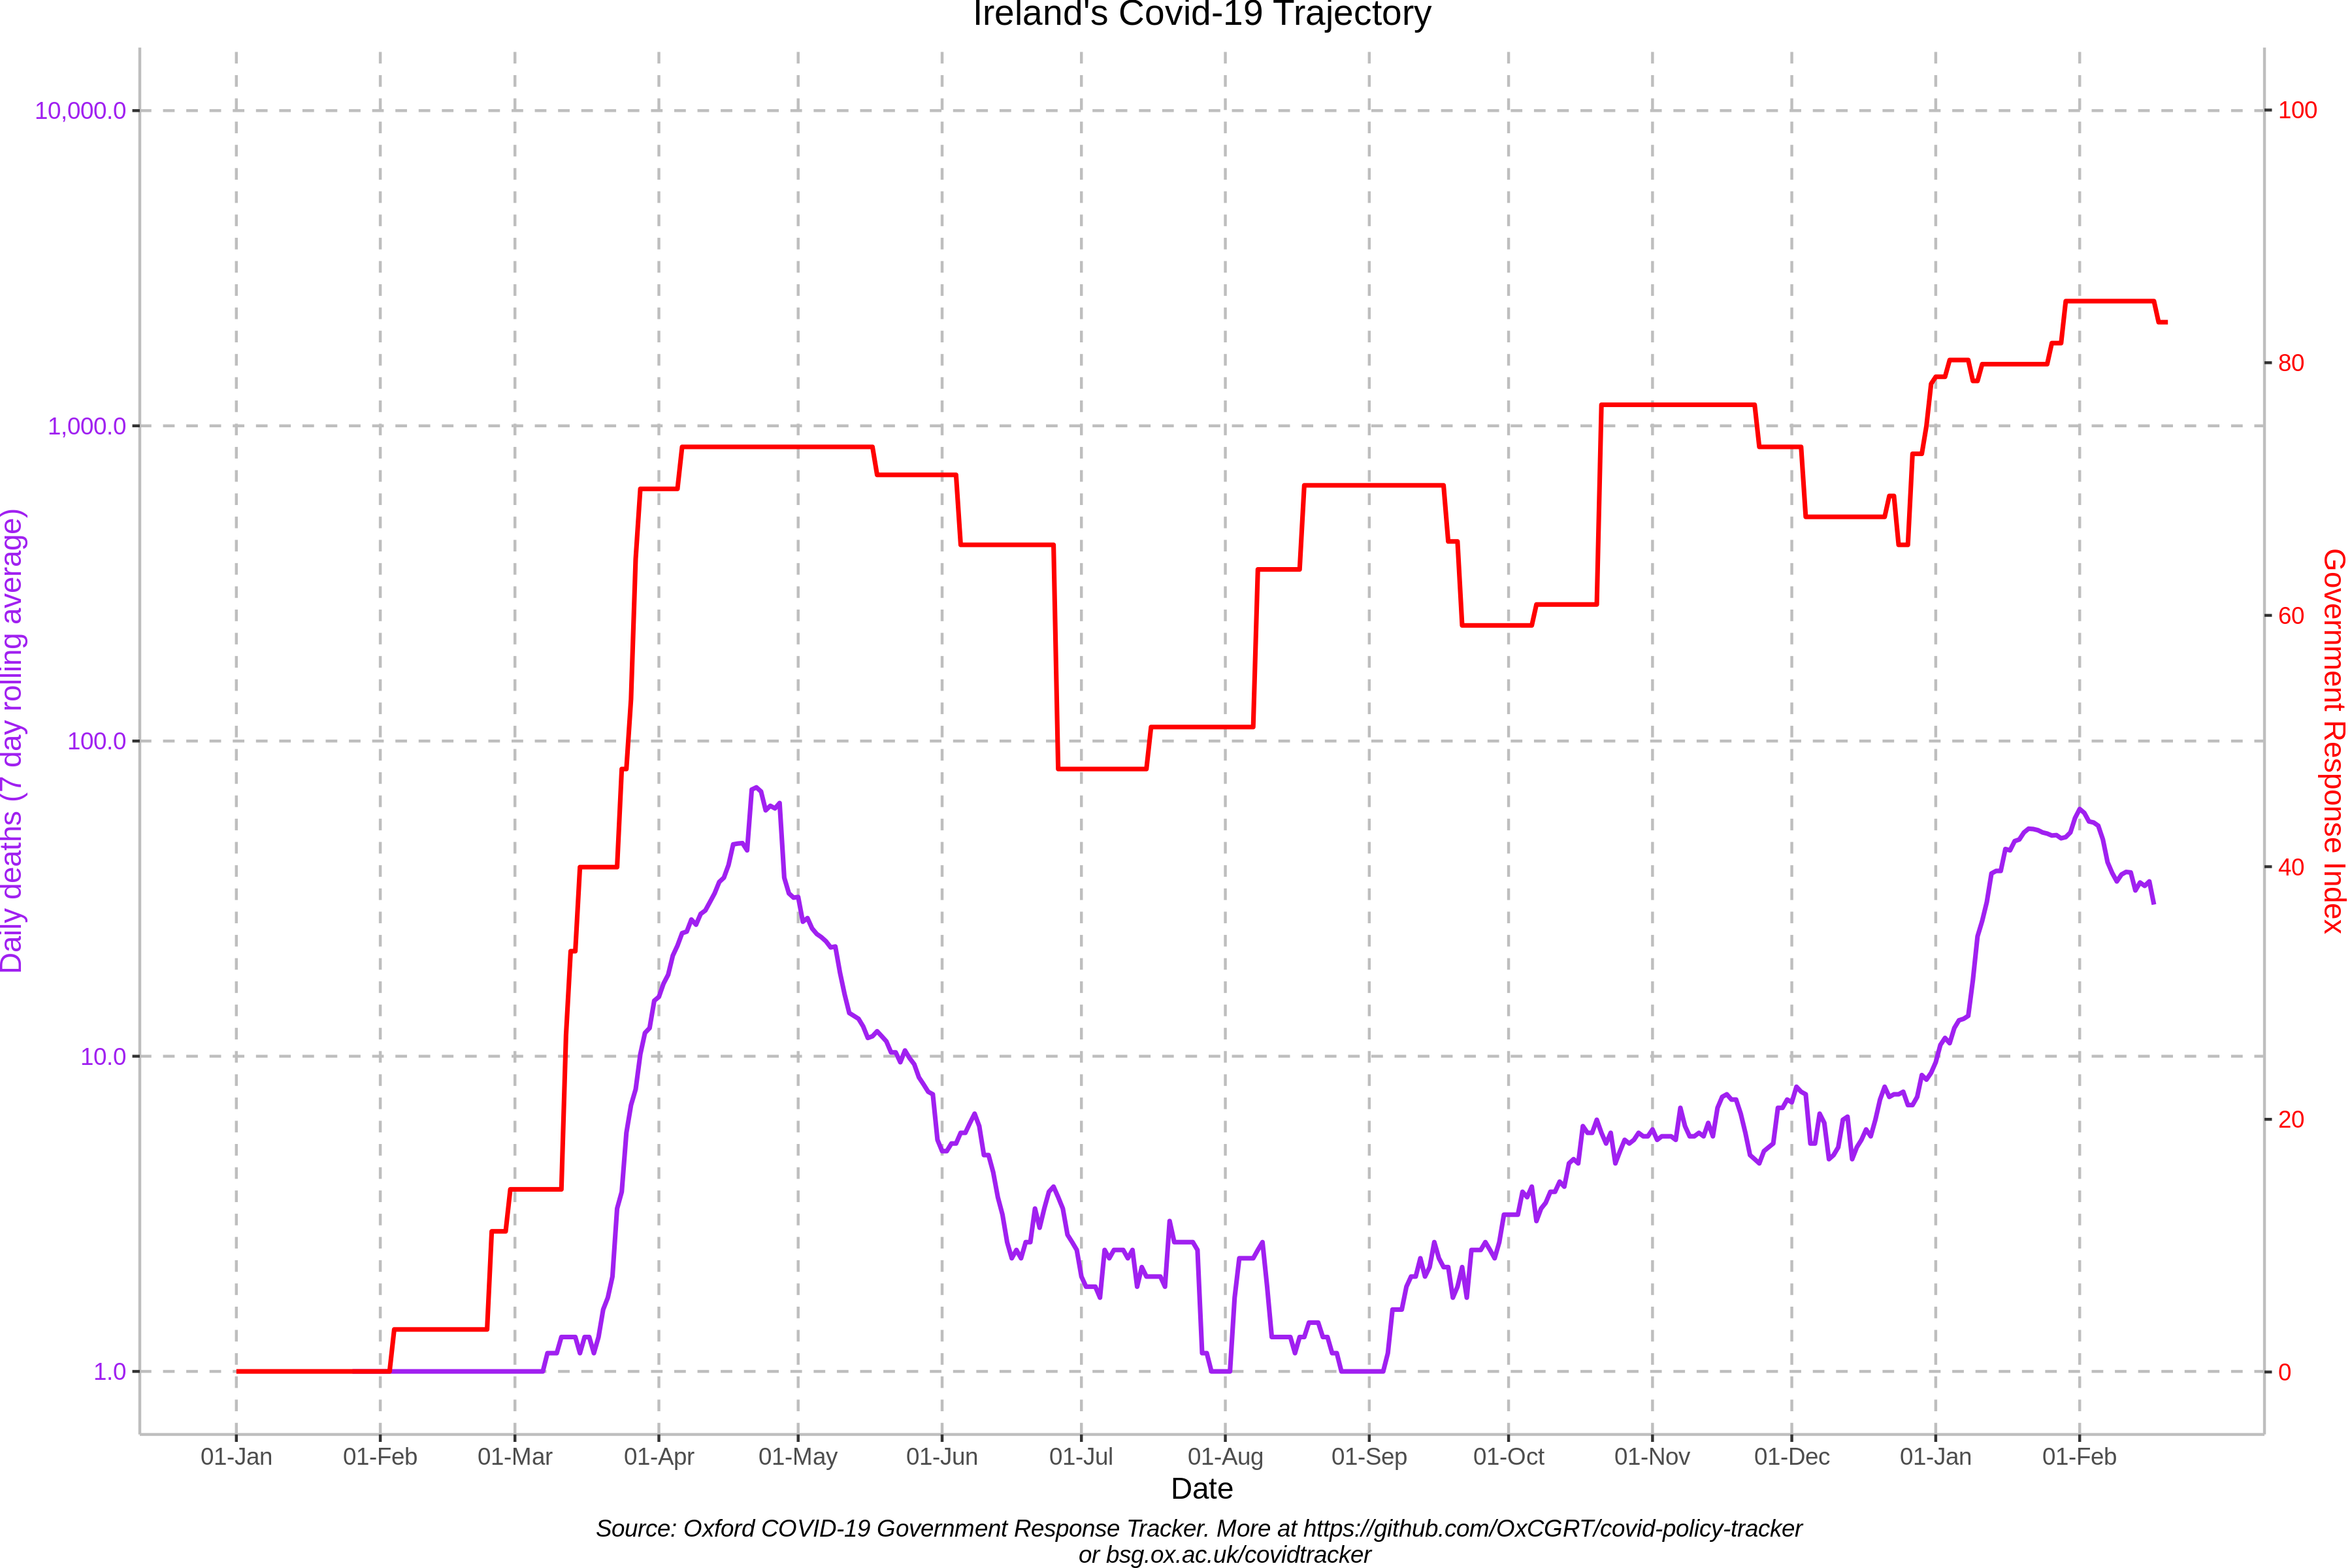 Ireland's Covid-19 Trajectory
10,000.0
1,000.0
100.0
10.0
1.0
Daily deaths (7 day rolling average)
100
80
60
40
20
0
Government Response Index
01-Jan 01-Feb 01-Mar 01-Apr 01-May 01-Jun 01-Jul 01-Aug 01-Sep 01-Oct 01-Nov 01-Dec 01-Jan 01-Feb
Date
Source: Oxford COVID-19 Government Response Tracker. More at https://github.com/OxCGRT/covid-policy-tracker
or bsg.ox.ac.uk/covidtracker